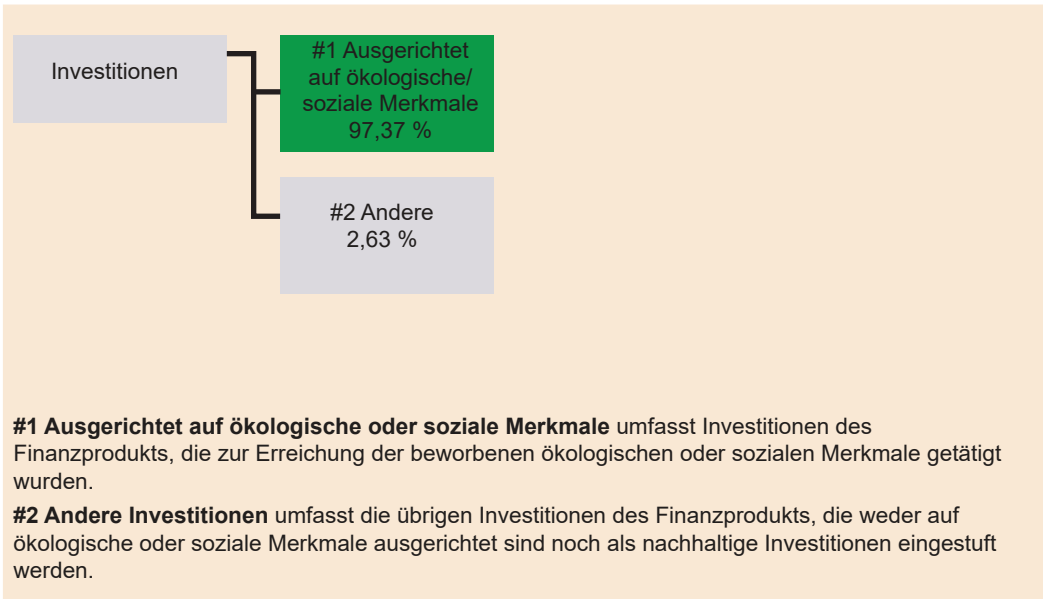 Investitionen
#1 Ausgerichtet
auf ökologische/
soziale Merkmale
97,37 %
#2 Andere
2,63 %
#1 Ausgerichtet auf ökologische oder soziale Merkmale umfasst Investitionen des
Finanzprodukts, die zur Erreichung der beworbenen ökologischen oder sozialen Merkmale getätigt
wurden.
#2 Andere Investitionen umfasst die übrigen Investitionen des Finanzprodukts, die weder auf
ökologische oder soziale Merkmale ausgerichtet sind noch als nachhaltige Investitionen eingestuft
werden.